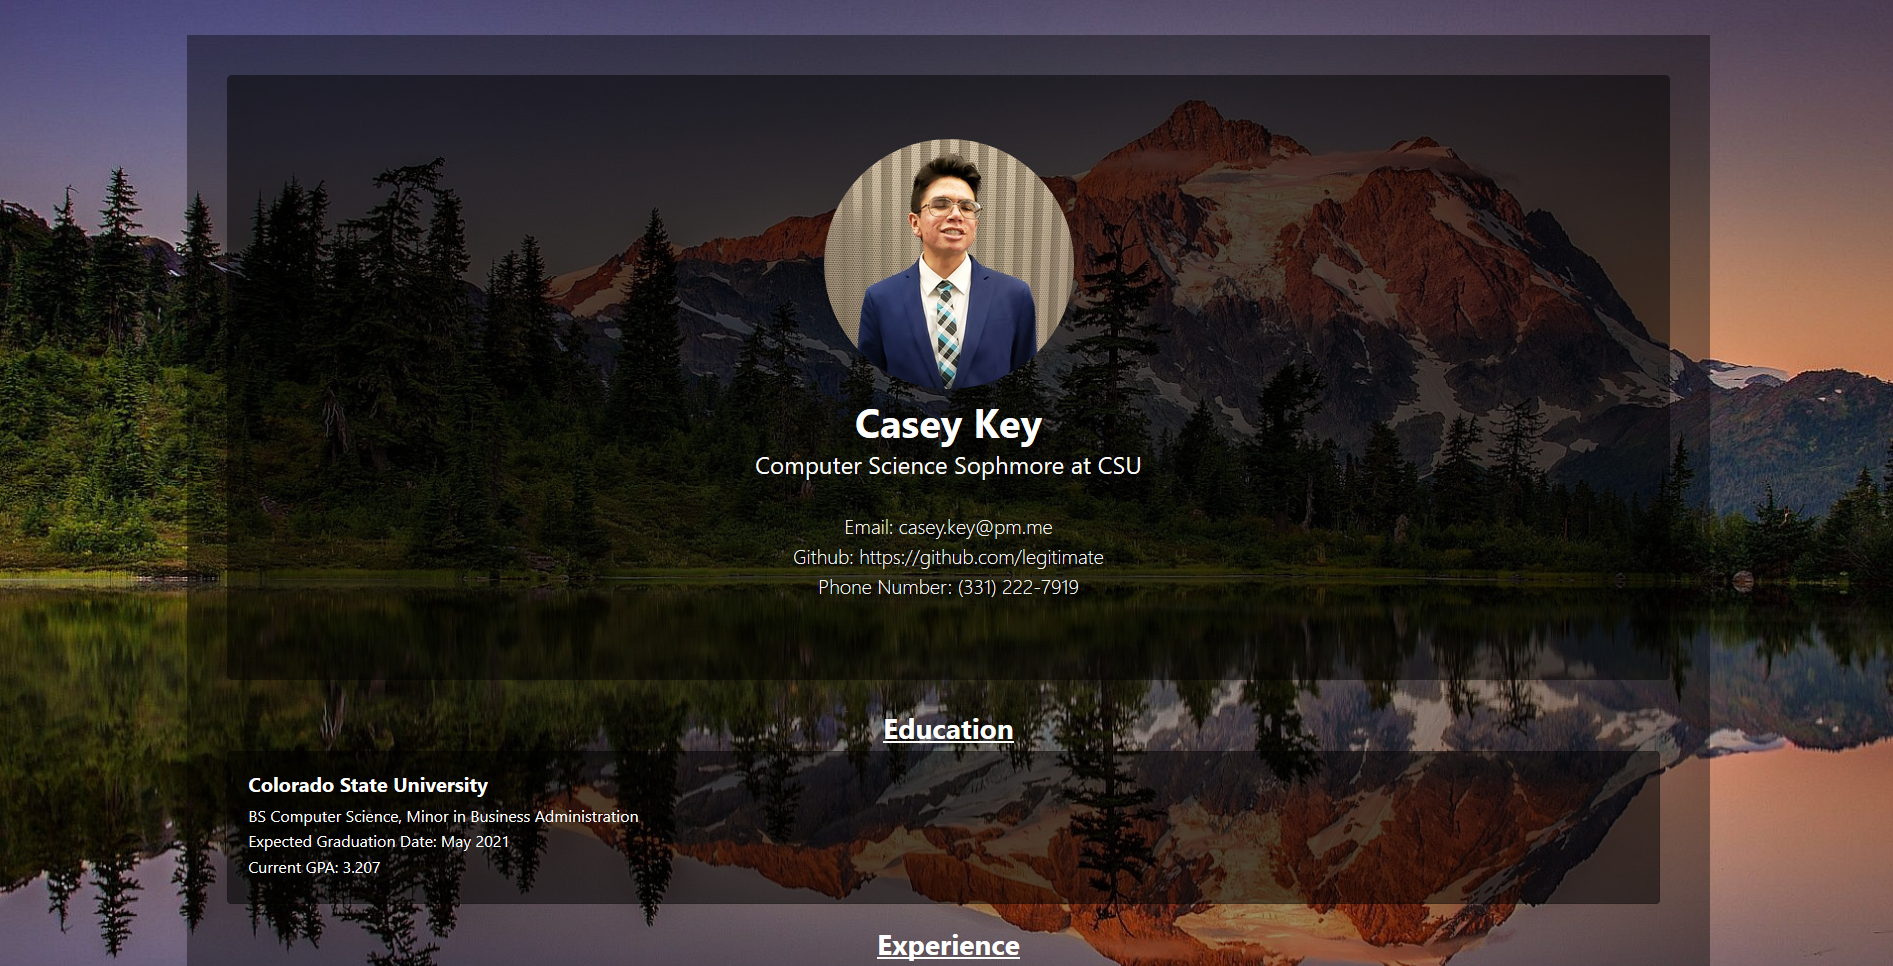 Casey Key
Computer Science Sophmore at CSU
Email: casey.key@pm.me
Github: https://github.com/legitimate
Phone Number: (331) 222-7919
Education
Colorado State University
BS Computer Science, Minor in Business Administration
Expected Graduation Date: May 2021
Current GPA: 3.207
Experience